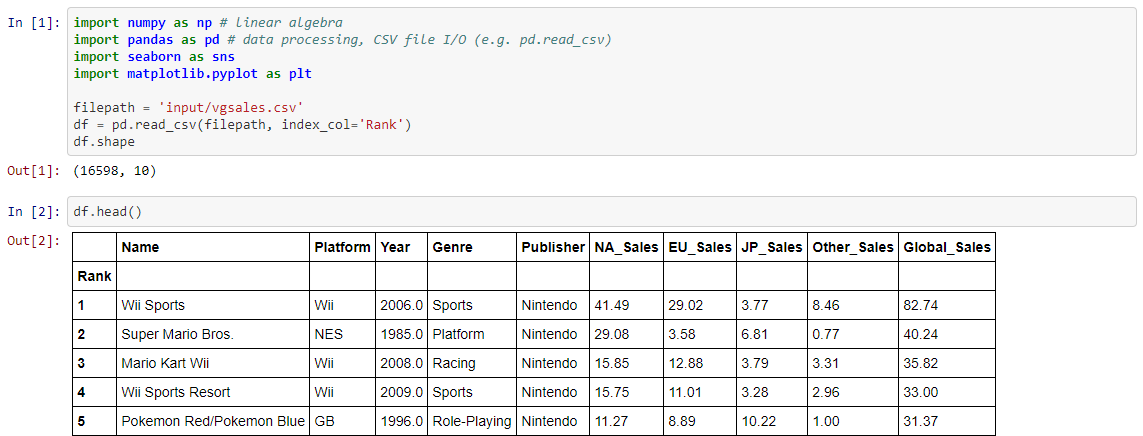 In [1]: import numpy as np # linear algebra
import pandas as pd # data processing, CSV file I/O (e.g. pd.read_csv)
import seaborn as sns
import matplotlib.pyplot as plt
filepath = 'input/vgsales.csv'
df = pd.read_csv(filepath, index_col='Rank')
df.shape
Out[1]: (16598, 10)
In [2]: df.head()
Out[2]:
Name Platform Year Genre Publisher NA_Sales EU_Sales JP_Sales Other_Sales Global_Sales
Rank
1 Wii Sports Wii 2006.0 Sports Nintendo 41.49 29.02 3.77 8.46 82.74
2 Super Mario Bros. NES 1985.0 Platform Nintendo 29.08 3.58 6.81 0.77 40.24
3 Mario Kart Wii Wii 2008.0 Racing Nintendo 15.85 12.88 3.79 3.31 35.82
4 Wii Sports Resort Wii 2009.0 Sports Nintendo 15.75 11.01 3.28 2.96 33.00
5 Pokemon Red/Pokemon Blue GB 1996.0 Role-Playing Nintendo 11.27 8.89 10.22 1.00 31.37